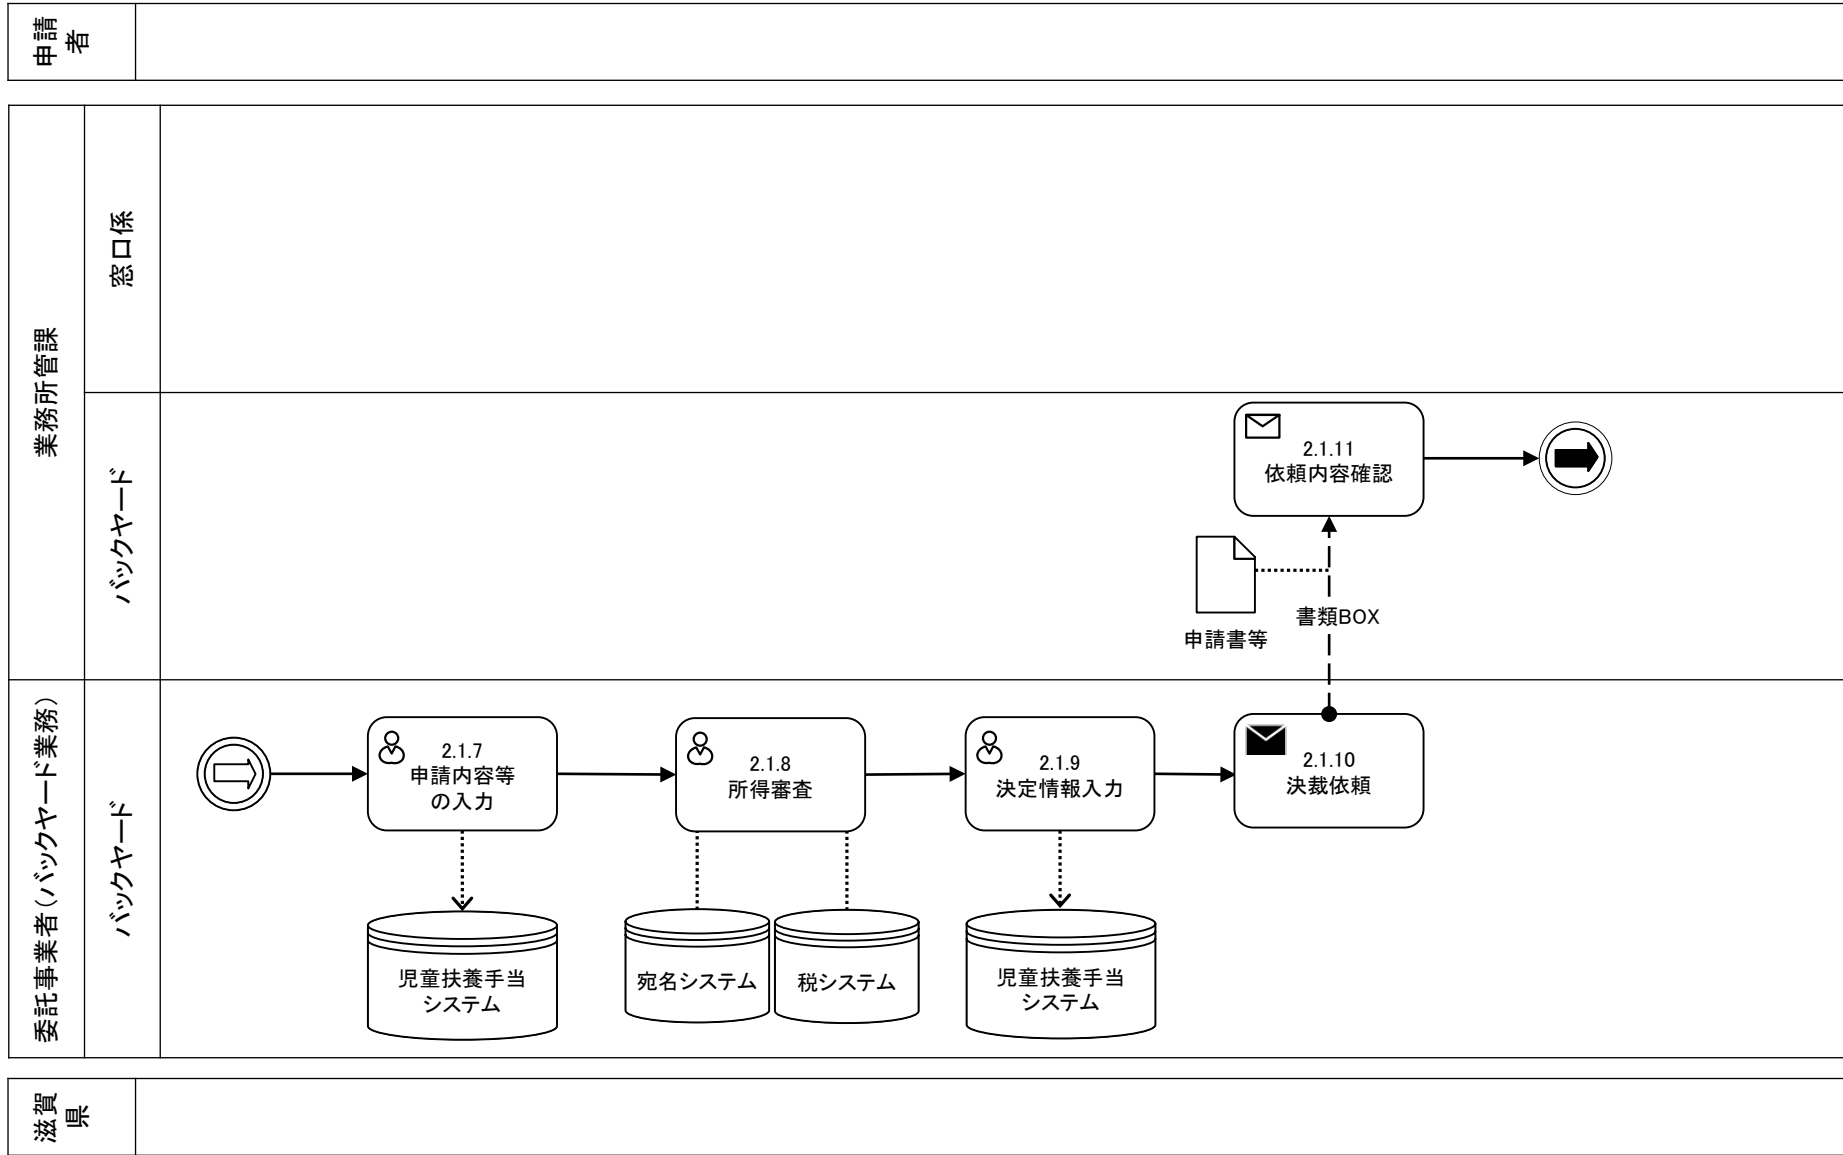 申請
者
業務所管課
窓口係
バックヤード
2.1.11
依頼内容確認
申請書等
書類BOX
委託事業者(バックヤード業務)
バックヤード
2.1.7
申請内容等
の入力
2.1.8
所得審査
2.1.9
決定情報入力
2.1.10
決裁依頼
児童扶養手当
システム
宛名システム
税システム
児童扶養手当
システム
滋賀
県